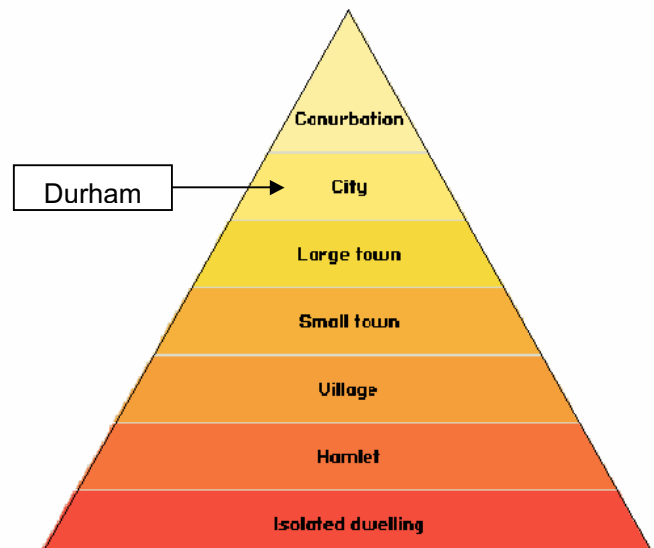 Conurbation
Durham
City
Large town
Small town
Village
Hamlet
Isolated dwelling